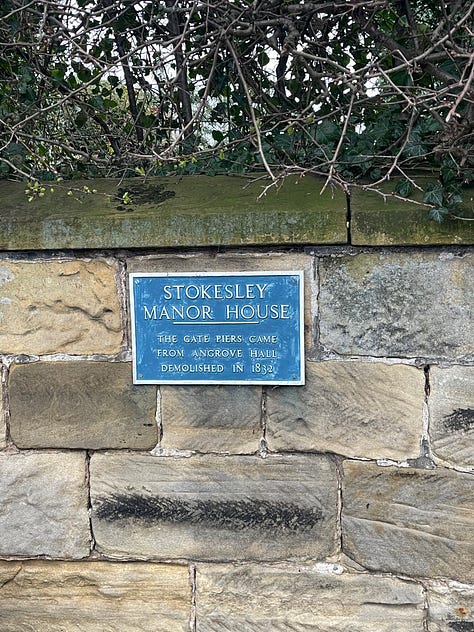 STOKESLEY
MANOR HOUSE
THE GATE PIERS CAME
FROM ANGROVE HALL
DEMOLISHED IN 1832